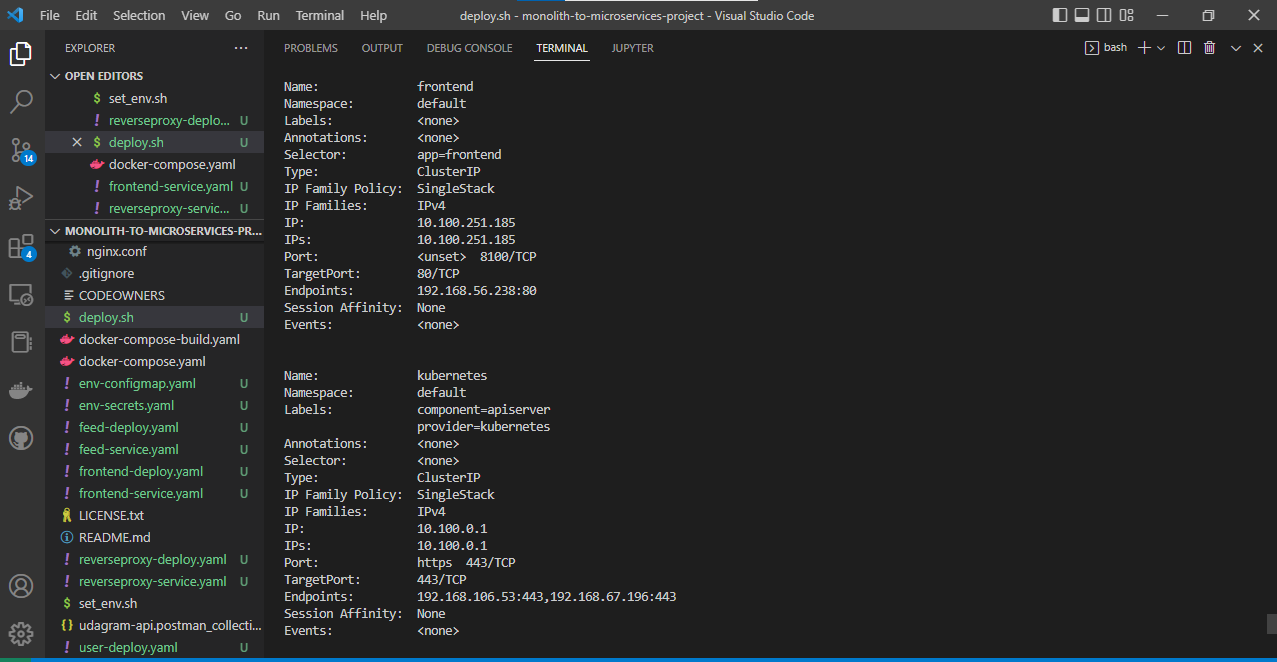 File Edit Selection View Go Run Terminal Help deploy.sh - monolith-to-microservices-project - Visual Studio Code
EXPLORER ...
OPEN EDITORS
$ set_env.sh
! reverseproxy-deplo... U
$ deploy.sh U
docker-compose.yaml
! frontend-service.yaml U
! reverseproxy-servic... U
MONOLITH-TO-MICROSERVICES-PR...
nginx.conf
.gitignore
CODEOWNERS
$ deploy.sh U
docker-compose-build.yaml
docker-compose.yaml
! env-configmap.yaml U
! env-secrets.yaml U
! feed-deploy.yaml U
! feed-service.yaml U
! frontend-deploy.yaml U
! frontend-service.yaml U
LICENSE.txt
README.md
! reverseproxy-deploy.yaml U
! reverseproxy-service.yaml U
$ set_env.sh
{} udagram-api.postman_collecti...
! user-deploy.yaml U
14
4
PROBLEMS OUTPUT DEBUG CONSOLE TERMINAL JUPYTER bash
Name: frontend
Namespace: default
Labels: <none>
Annotations: <none>
Selector: app=frontend
Type: ClusterIP
IP Family Policy: SingleStack
IP Families: IPv4
IP: 10.100.251.185
IPs: 10.100.251.185
Port: <unset> 8100/TCP
TargetPort: 80/TCP
Endpoints: 192.168.56.238:80
Session Affinity: None
Events: <none>
Name: kubernetes
Namespace: default
Labels: component=apiserver
provider=kubernetes
Annotations: <none>
Selector: <none>
Type: ClusterIP
IP Family Policy: SingleStack
IP Families: IPv4
IP: 10.100.0.1
IPs: 10.100.0.1
Port: https 443/TCP
TargetPort: 443/TCP
Endpoints: 192.168.106.53:443,192.168.67.196:443
Session Affinity: None
Events: <none>